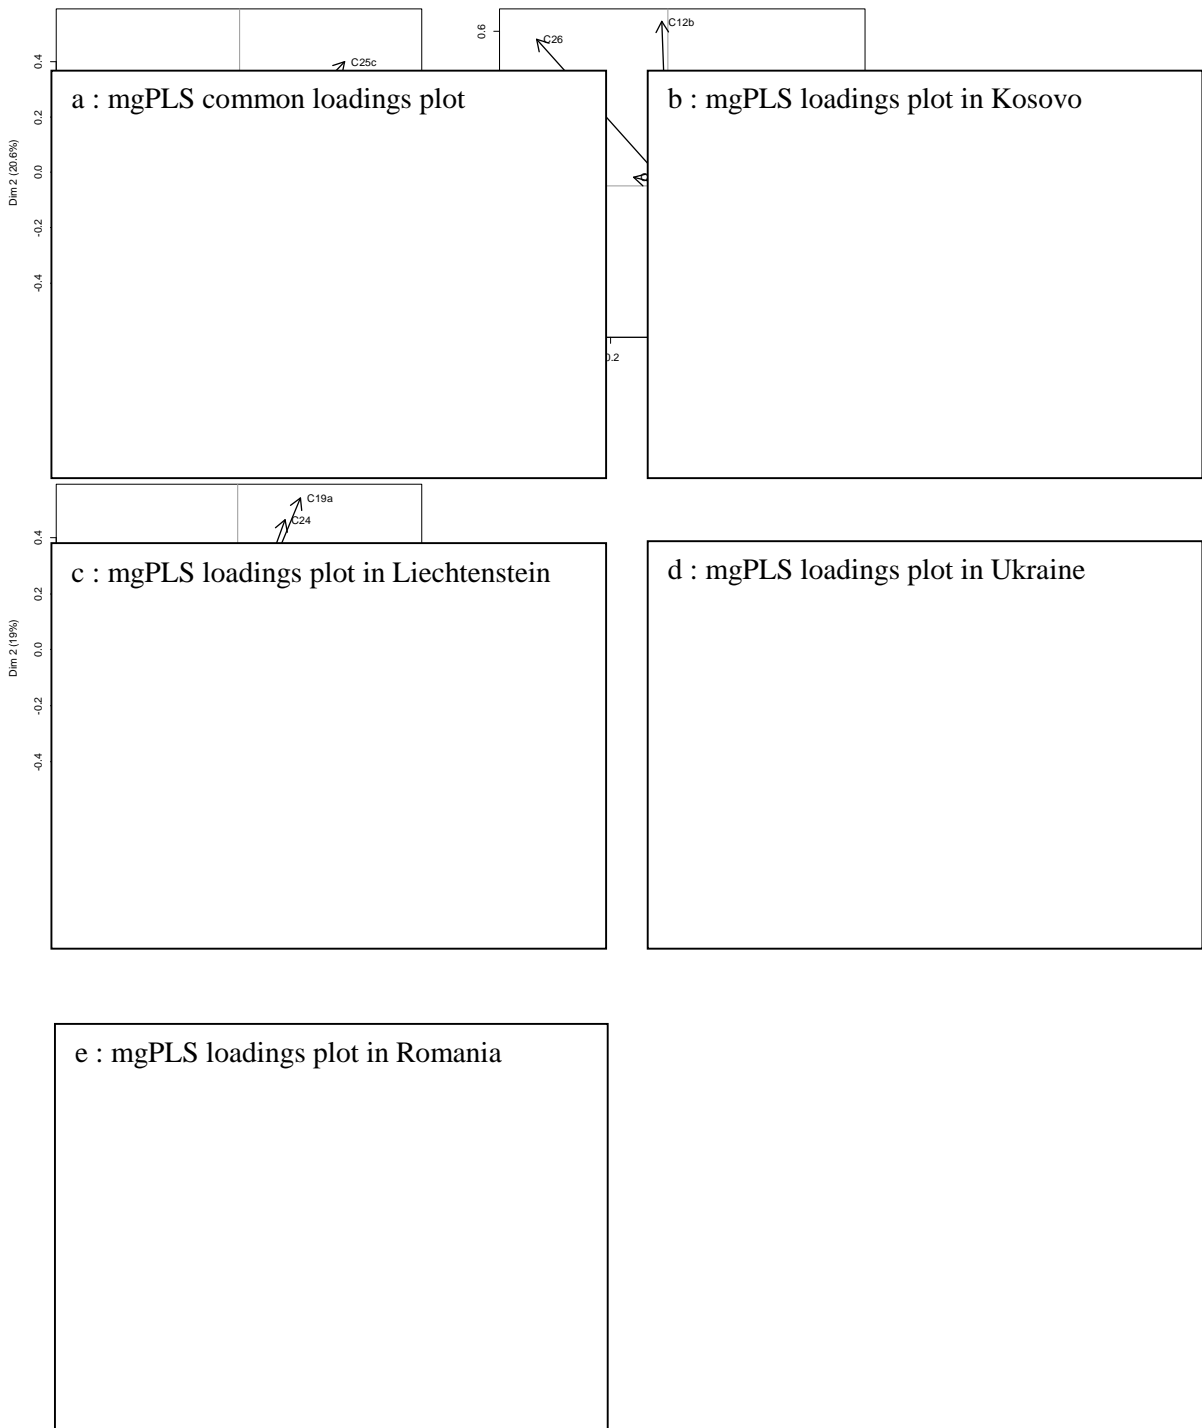 C26
C12b
0.6
C25c
0.4
a : mgPLS common loadings plot
b : mgPLS loadings plot in Kosovo
0.2
Dim 2 (20.6%)
0.0
-0.2
-0.4
0.2
C19a
C24
0.4
c : mgPLS loadings plot in Liechtenstein
d : mgPLS loadings plot in Ukraine
0.2
Dim 2 (19%)
0.0
-0.2
-0.4
e : mgPLS loadings plot in Romania